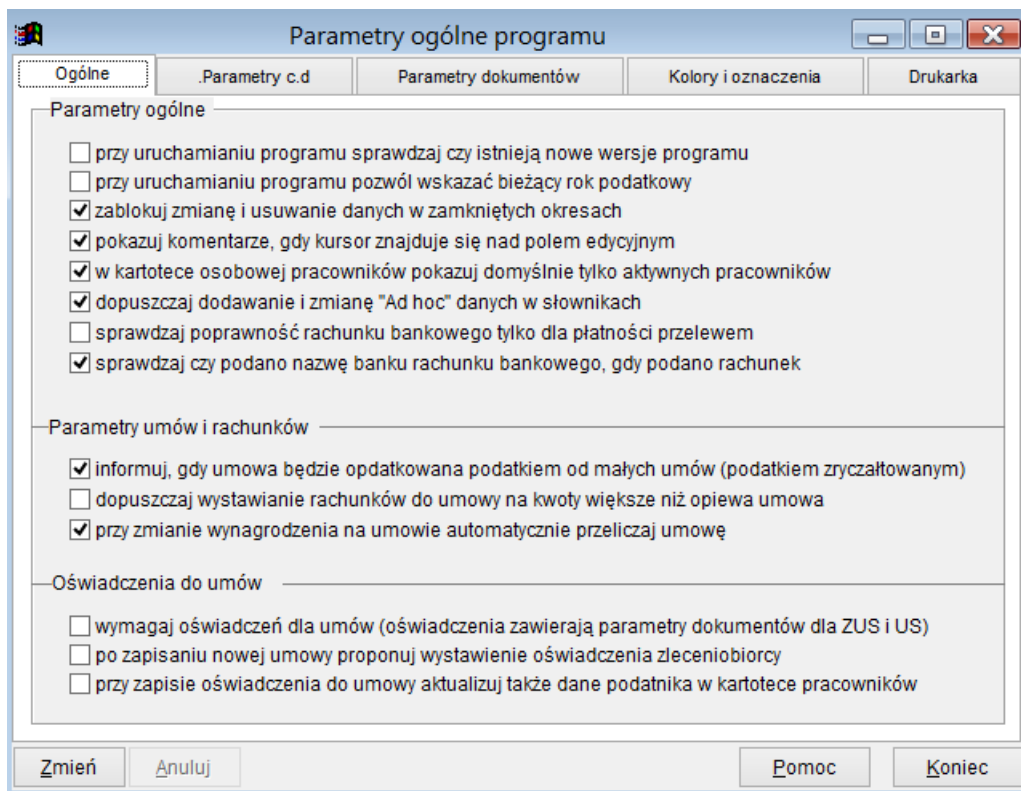 Parametry ogólne programu
Ogólne
.Parametry c.d
Parametry dokumentów
Kolory i oznaczenia
Drukarka
Parametry ogólne
przy uruchamianiu programu sprawdzaj czy istnieją nowe wersje programu
przy uruchamianiu programu pozwól wskazać bieżący rok podatkowy
zablokuj zmianę i usuwanie danych w zamkniętych okresach
pokazuj komentarze, gdy kursor znajduje się nad polem edycyjnym
w kartotece osobowej pracowników pokazuj domyślnie tylko aktywnych pracowników
dopuszczaj dodawanie i zmianę "Ad hoc" danych w słownikach
sprawdzaj poprawność rachunku bankowego tylko dla płatności przelewem
sprawdzaj czy podano nazwę banku rachunku bankowego, gdy podano rachunek
Parametry umów i rachunków
informuj, gdy umowa będzie opdatkowana podatkiem od małych umów (podatkiem zryczałtowanym)
dopuszczaj wystawianie rachunków do umowy na kwoty większe niż opiewa umowa
przy zmianie wynagrodzenia na umowie automatycznie przeliczaj umowę
Oświadczenia do umów
wymagaj oświadczeń dla umów (oświadczenia zawierają parametry dokumentów dla ZUS i US)
po zapisaniu nowej umowy proponuj wystawienie oświadczenia zleceniobiorcy
przy zapisie oświadczenia do umowy aktualizuj także dane podatnika w kartotece pracowników
Zmień
Anuluj
Pomoc
Koniec